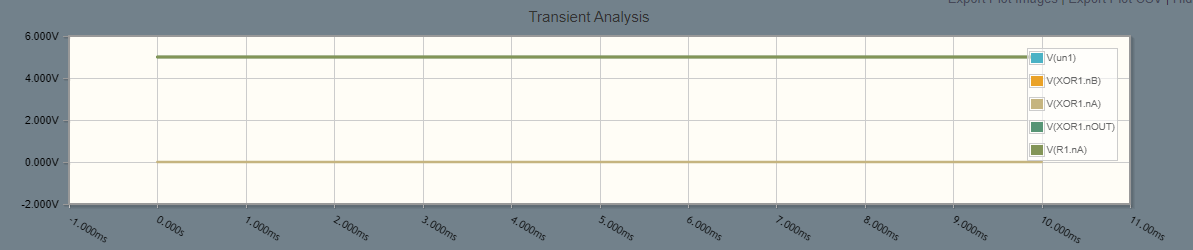 Export Plot Images | Export Plot CSV | Hid
Transient Analysis
6.000V
4.000V
2.000V
0.000V
-2.000V
V(un1)
V(XOR1.nB)
V(XOR1.nA)
V(XOR1.nOUT)
V(R1.nA)
-1.000ms 0.000s 1.000ms 2.000ms 3.000ms 4.000ms 5.000ms 6.000ms 7.000ms 8.000ms 9.000ms 10.000ms 11.00ms